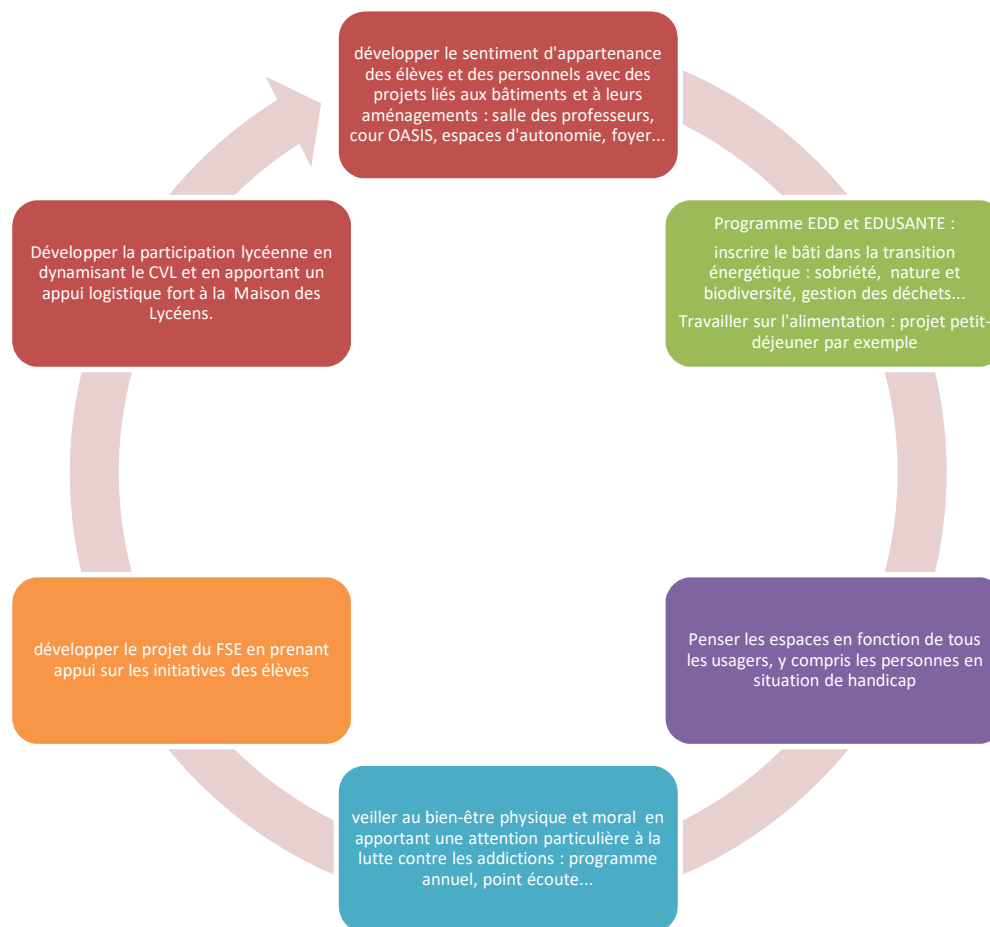 développer le sentiment d'appartenance
des élèves et des personnels avec des
projets liés aux bâtiments et à leurs
aménagements : salle des professeurs,
cour OASIS, espaces d'autonomie, foyer...
Programme EDD et EDUSANTE :
inscrire le bâti dans la transition
énergétique : sobriété, nature et
biodiversité, gestion des déchets...
Travailler sur l'alimentation : projet petit-
déjeuner par exemple
Penser les espaces en fonction de tous
les usagers, y compris les personnes en
situation de handicap
veiller au bien-être physique et moral en
apportant une attention particulière à la
lutte contre les addictions : programme
annuel, point écoute...
développer le projet du FSE en prenant
appui sur les initiatives des élèves
Développer la participation lycéenne en
dynamisant le CVL et en apportant un
appui logistique fort à la Maison des
Lycéens.